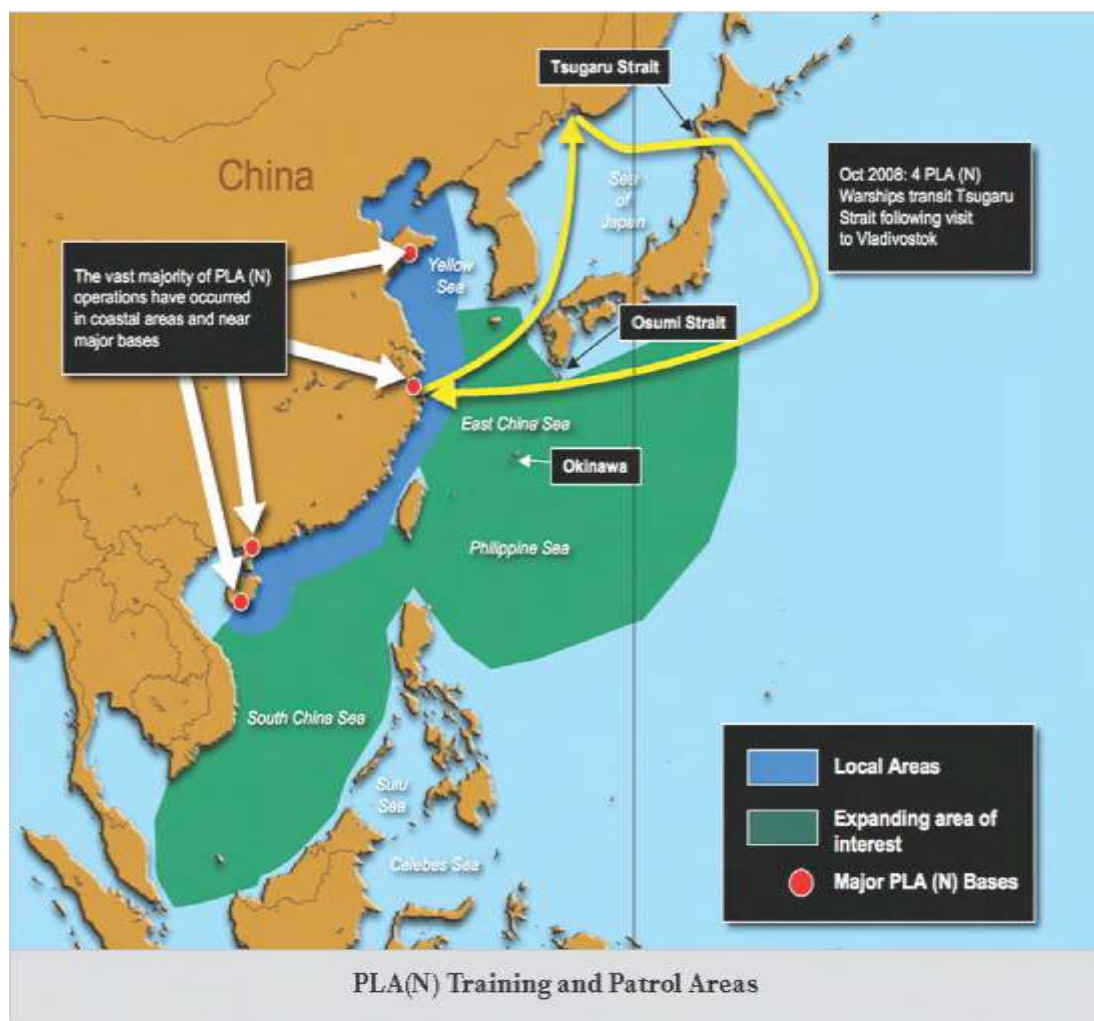 Tsugaru Strait
China
Sea
of
Japan
Oct 2008: 4 PLA (N)
Warships transit Tsugaru
Strait following visit
to Vladivostok
The vast majority of PLA (N)
operations have occurred
in coastal areas and near
major bases
Yellow
Sea
Osumi Strait
East China Sea
Okinawa
Philippine Sea
South China Sea
Sulu
Sea
Celebes Sea
Local Areas
Expanding area of
interest
Major PLA (N) Bases
PLA(N) Training and Patrol Areas